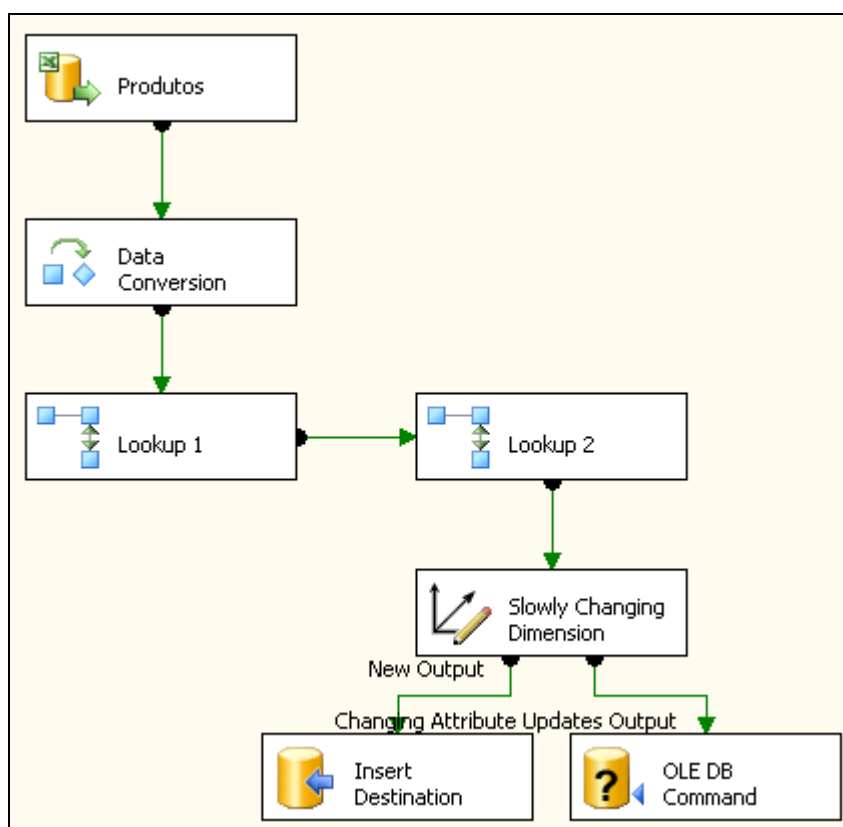 Produtos
Data
Conversion
Lookup 1
Lookup 2
Slowly Changing
Dimension
New Output
Changing Attribute Updates Output
Insert
Destination
OLE DB
Command